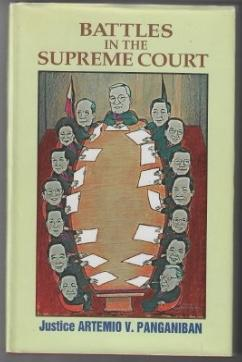 BATTLES
IN THE
SUPREME COURT
Justice ARTEMIO V. PANGANIBAN